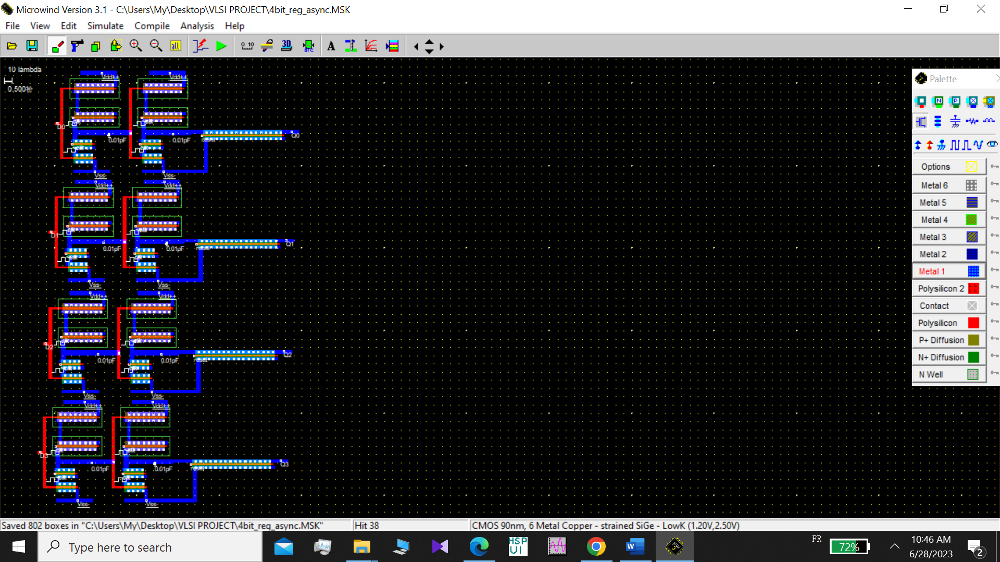 Microwind Version 3.1 - C:\Users\My\Desktop\VLSI PROJECT\4bit_reg_async.MSK
File View Edit Simulate Compile Analysis Help
0.10 3D DRC A
all
10 lambda
Vdd++ Vdd++
D0
0.01pF 0.01pF Q0
Vss- Vss-
Vdd++ Vdd++
D1
0.01pF 0.01pF Q1
Vss- Vss-
Vdd++ Vdd++
D2
0.01pF 0.01pF Q2
Vss- Vss-
Vdd++ Vdd++
D3
0.01pF 0.01pF Q3
Vss- Vss-
Palette
N P
Options
Metal 6
Metal 5
Metal 4
Metal 3
Metal 2
Metal 1
Polysilicon 2
Contact
Polysilicon
P+ Diffusion
N+ Diffusion
N Well
Saved 802 boxes in "C:\Users\My\Desktop\VLSI PROJECT\4bit_reg_async.MSK" Hit 38 CMOS 90nm, 6 Metal Copper - strained SiGe - LowK (1.20V,2.50V)
Type here to search
HSP
UI
W
FR
72%
10:46 AM
6/28/2023
2